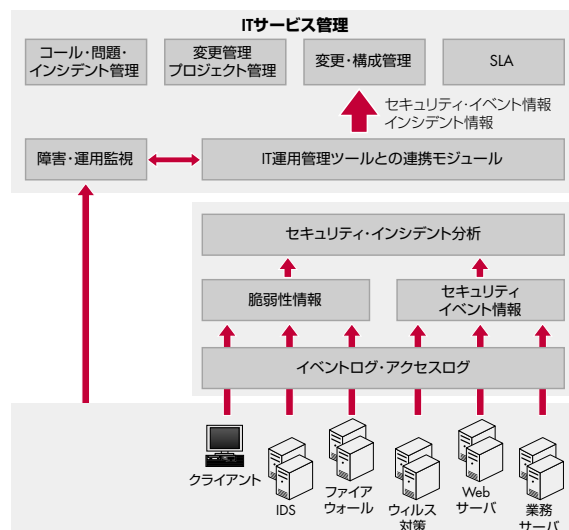 ITサービス管理
コール・問題・
インシデント管理
変更管理
プロジェクト管理
変更・構成管理
SLA
セキュリティ・イベント情報
インシデント情報
障害・運用監視
IT運用管理ツールとの連携モジュール
セキュリティ・インシデント分析
脆弱性情報
セキュリティ
イベント情報
イベントログ・アクセスログ
クライアント
IDS
ファイア
ウォール
ウィルス
対策
Web
サーバ
業務
サーバ